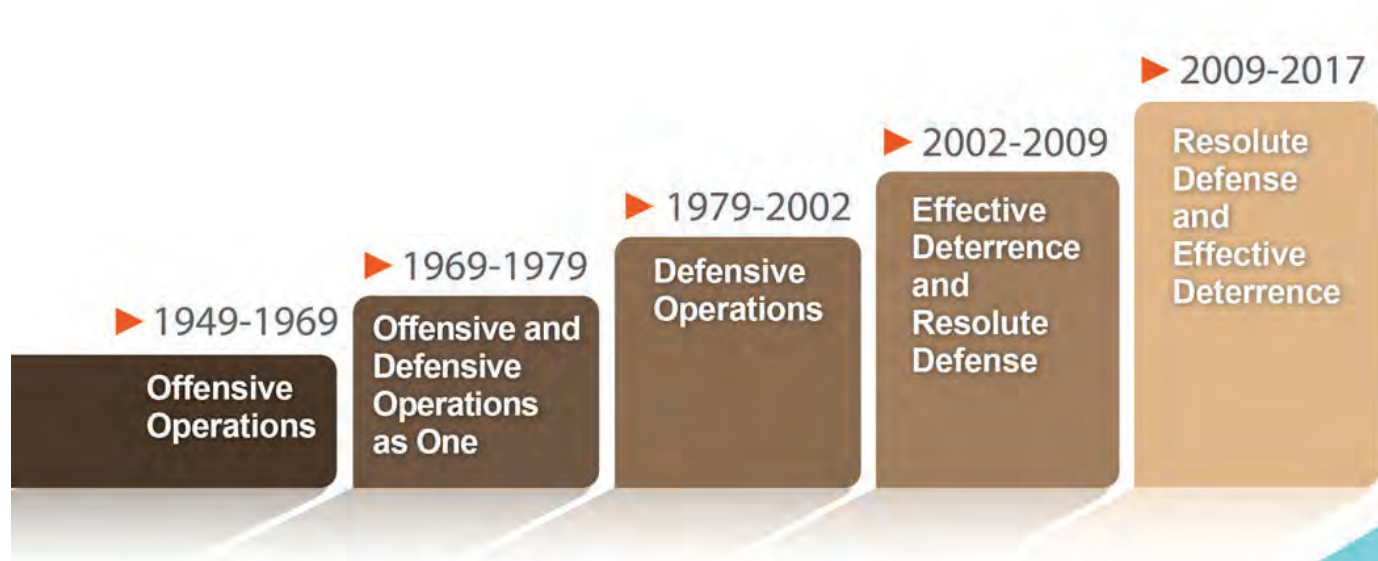 1949-1969
Offensive
Operations
1969-1979
Offensive and
Defensive
Operations
as One
1979-2002
Defensive
Operations
2002-2009
Effective
Deterrence
and
Resolute
Defense
2009-2017
Resolute
Defense
and
Effective
Deterrence